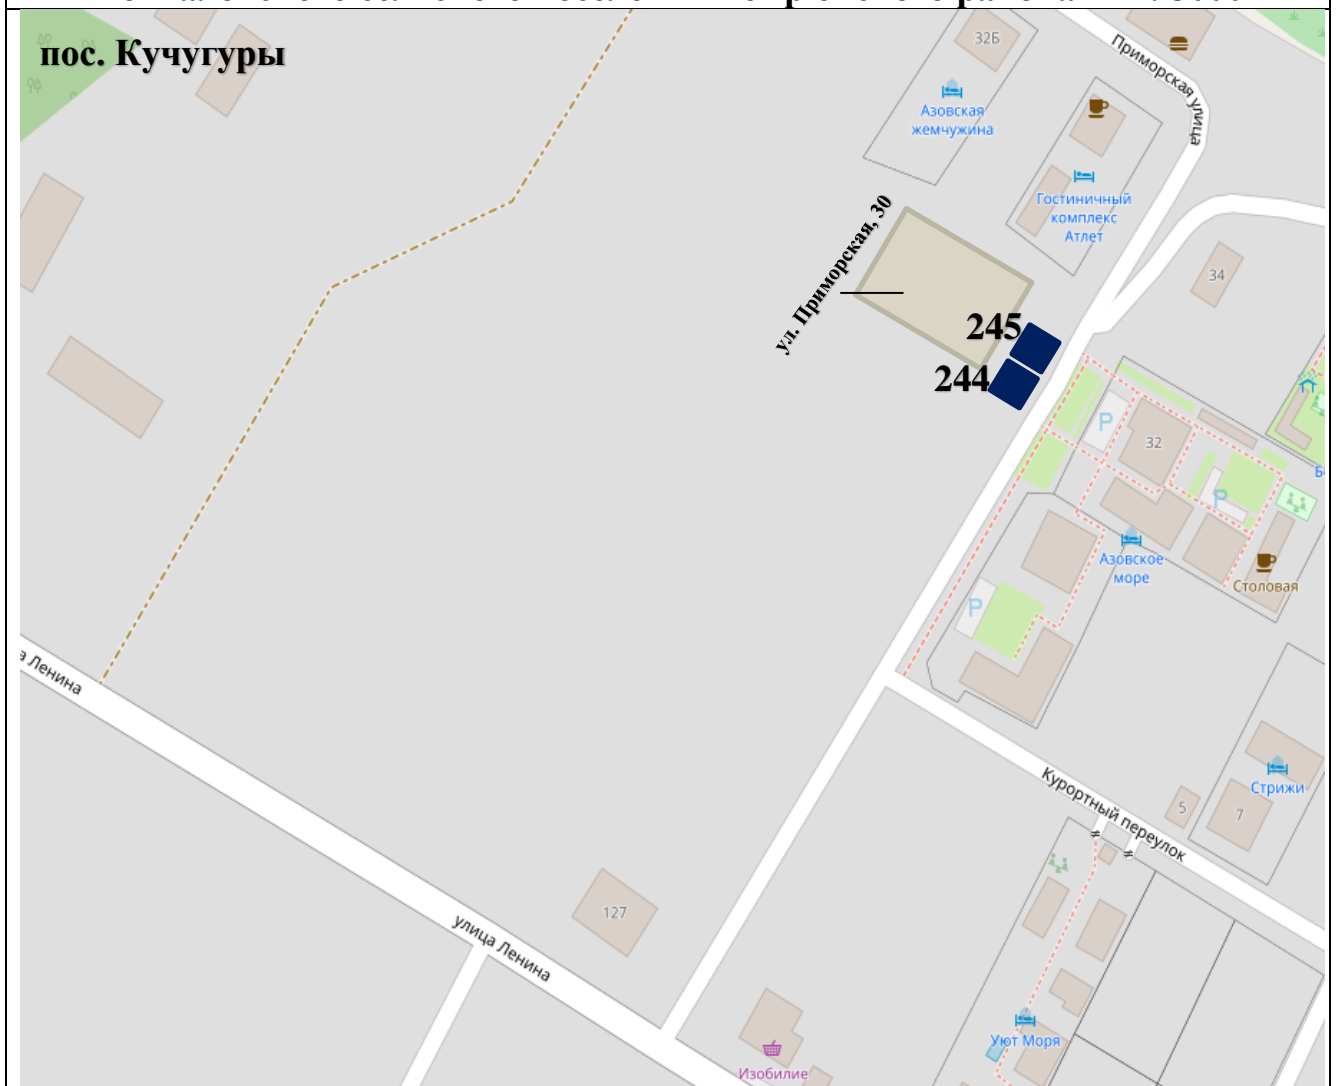 пос. Кучугуры
32Б
Приморская улица
Азовская
жемчужина
Гостиничный
комплекс
Атлет
ул. Приморская, 30
34
245
244
P
32
P
Азовское
море
Столовая
P
а Ленина
Курортный переулок
Стрижи
5
7
127
улица Ленина
Уют Моря
Изобилие